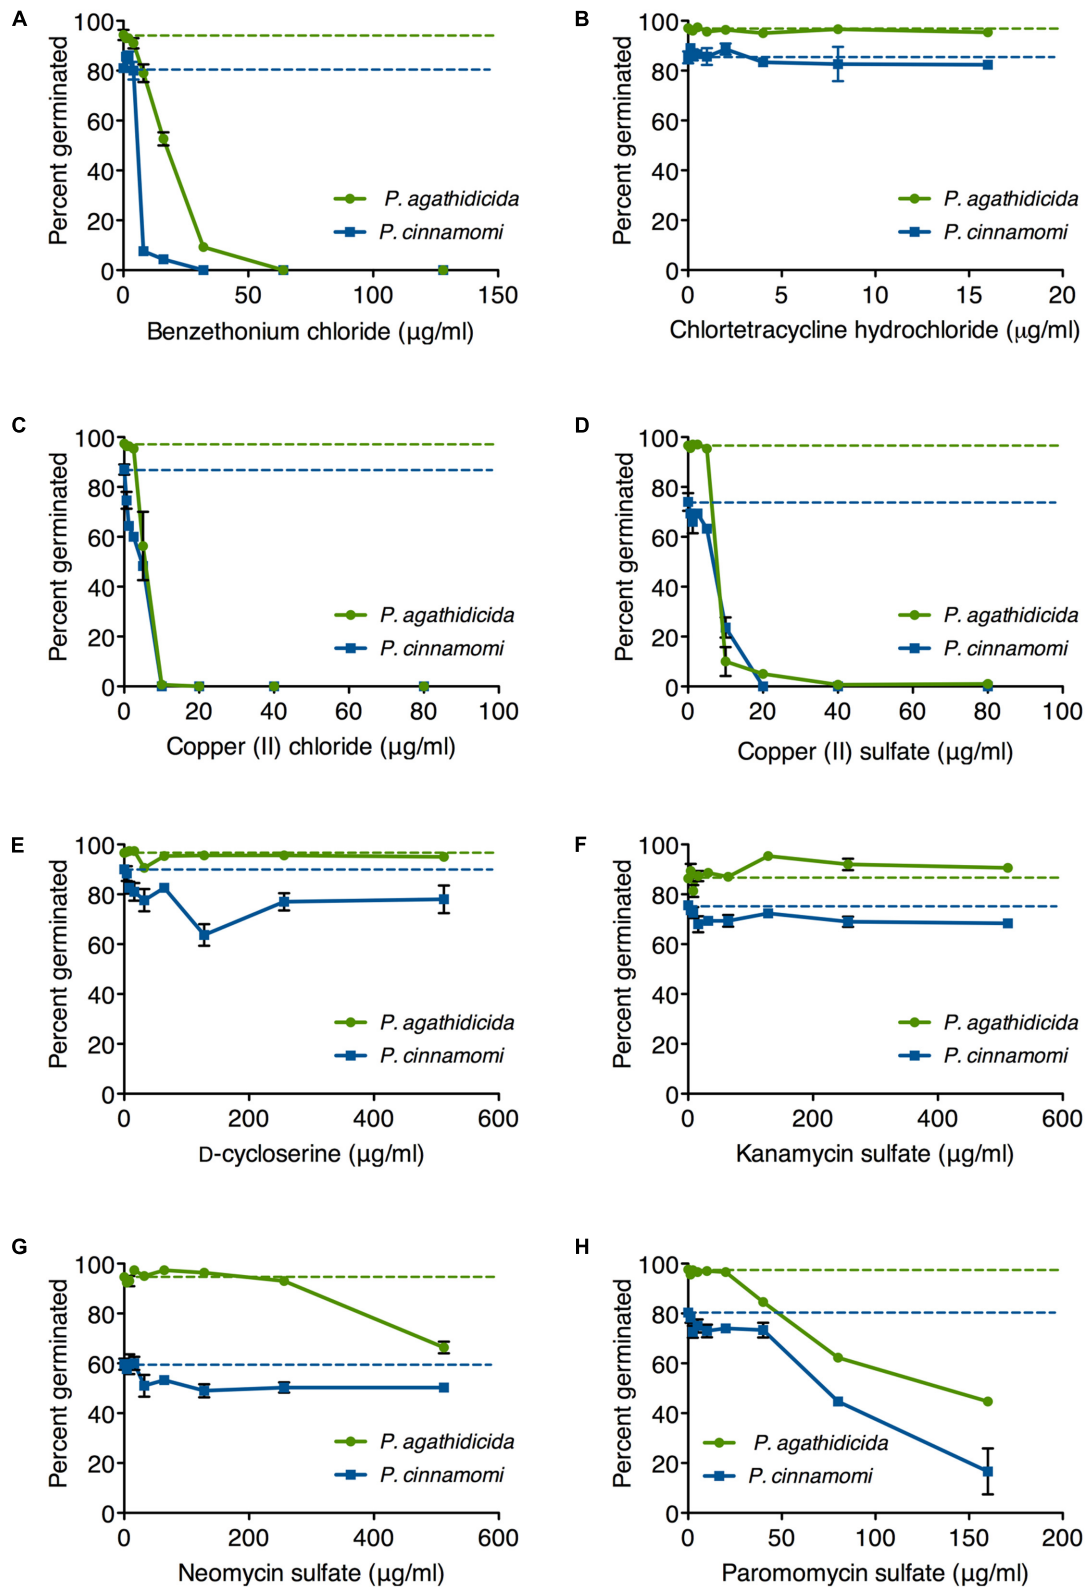 A
Percent germinated
100
80
60
40
20
0
0 50 100 150
P. agathidicida
P. cinnamomi
Benzethonium chloride (µg/ml)
B
Percent germinated
100
80
60
40
20
0
0 5 10 15 20
P. agathidicida
P. cinnamomi
Chlortetracycline hydrochloride (µg/ml)
C
Percent germinated
100
80
60
40
20
0
0 20 40 60 80 100
P. agathidicida
P. cinnamomi
Copper (II) chloride (µg/ml)
D
Percent germinated
100
80
60
40
20
0
0 20 40 60 80 100
P. agathidicida
P. cinnamomi
Copper (II) sulfate (µg/ml)
E
Percent germinated
100
80
60
40
20
0
0 200 400 600
P. agathidicida
P. cinnamomi
D-cycloserine (µg/ml)
F
Percent germinated
100
80
60
40
20
0
0 200 400 600
P. agathidicida
P. cinnamomi
Kanamycin sulfate (µg/ml)
G
Percent germinated
100
80
60
40
20
0
0 200 400 600
P. agathidicida
P. cinnamomi
Neomycin sulfate (µg/ml)
H
Percent germinated
100
80
60
40
20
0
0 50 100 150 200
P. agathidicida
P. cinnamomi
Paromomycin sulfate (µg/ml)